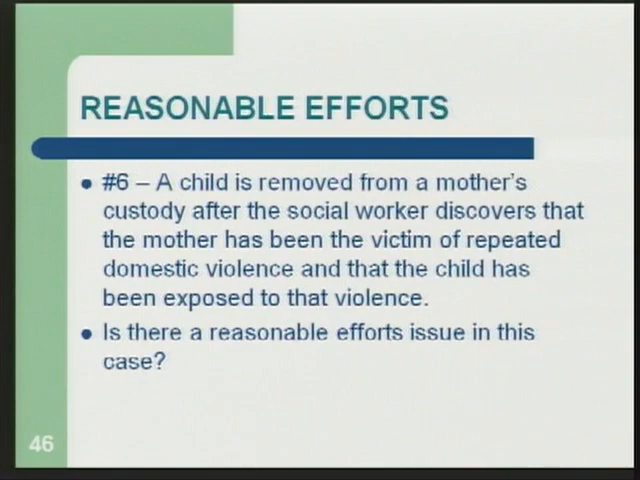 REASONABLE EFFORTS
#6 – A child is removed from a mother's
custody after the social worker discovers that
the mother has been the victim of repeated
domestic violence and that the child has
been exposed to that violence.
Is there a reasonable efforts issue in this
case?
46